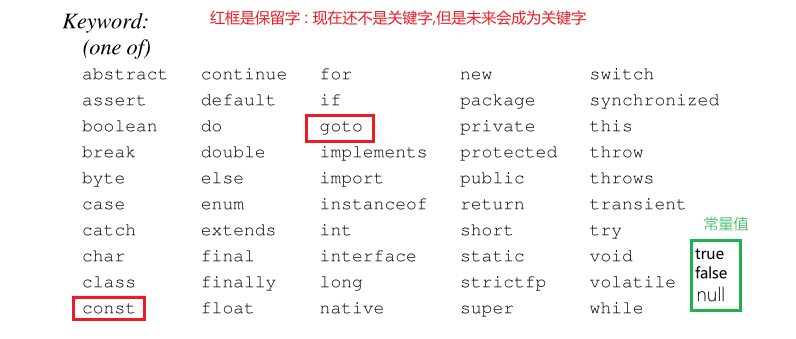 Keyword: 红框是保留字 : 现在还不是关键字,但是未来会成为关键字
(one of)
abstract continue for new switch
assert default if package synchronized
boolean do goto private this
break double implements protected throw
byte else import public throws
case enum instanceof return transient
catch extends int short try 常量值
char final interface static void true
class finally long strictfp volatile false
const float native super while null